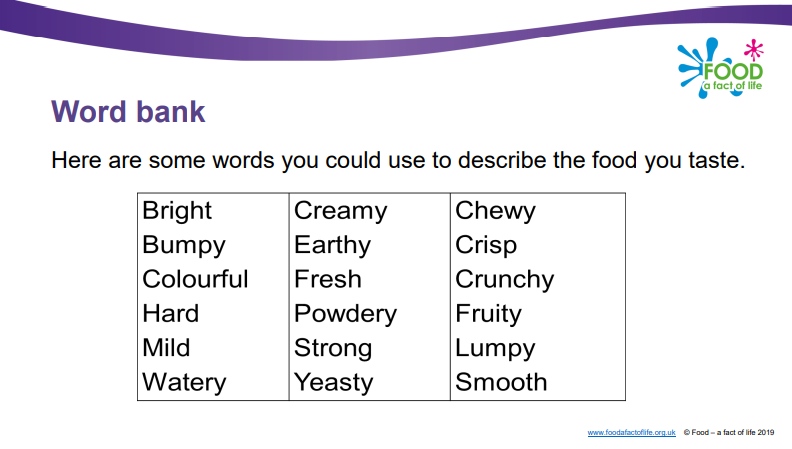 FOOD
a fact of life
Word bank
Here are some words you could use to describe the food you taste.
Bright
Bumpy
Colourful
Hard
Mild
Watery
Creamy
Earthy
Fresh
Powdery
Strong
Yeasty
Chewy
Crisp
Crunchy
Fruity
Lumpy
Smooth
www.foodafactoflife.org.uk © Food – a fact of life 2019